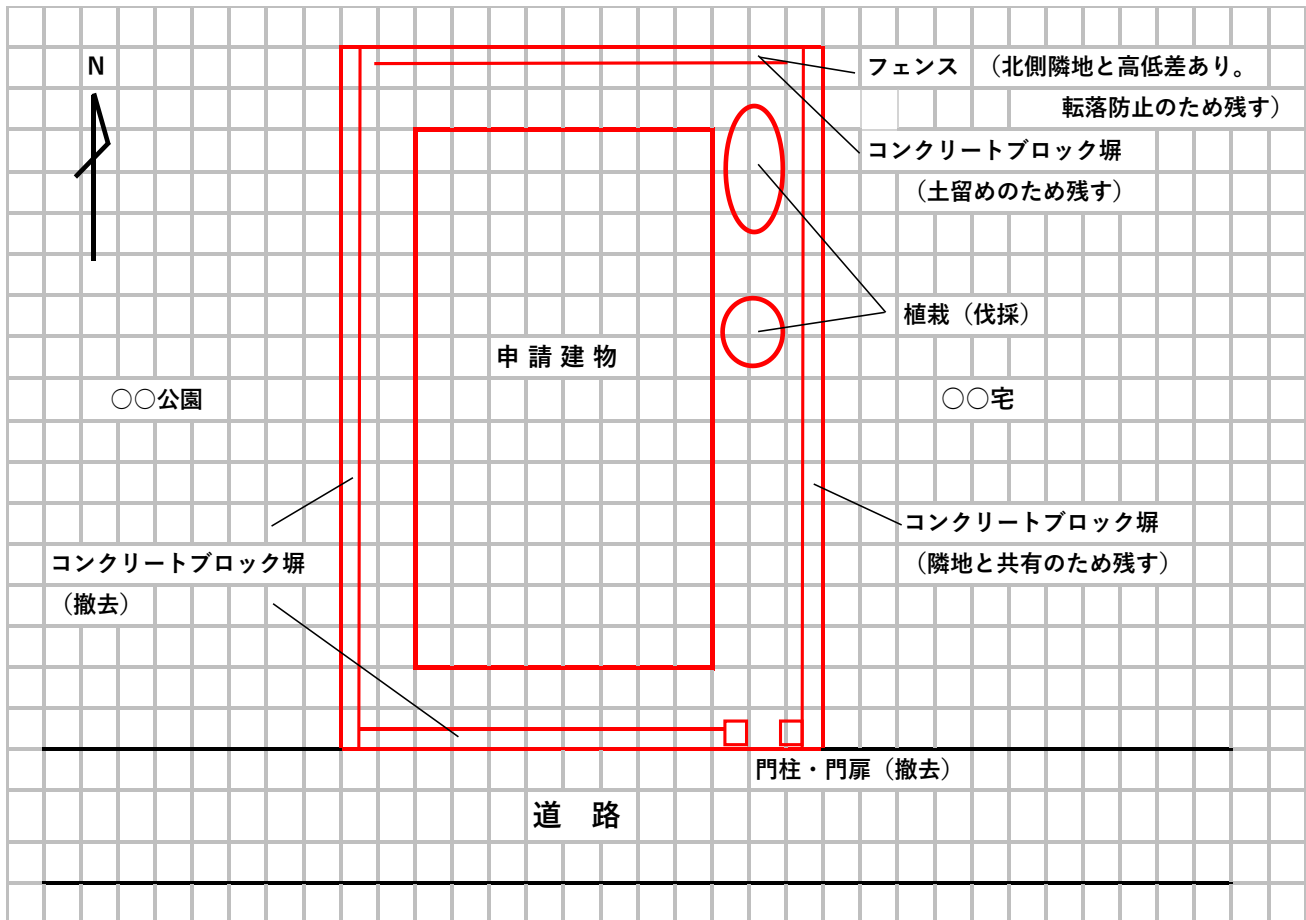 N
フェンス　（北側隣地と高低差あり。
転落防止のため残す）
コンクリートブロック塀
（土留めのため残す）
植栽（伐採）
申 請 建 物
○○公園
○○宅
コンクリートブロック塀
（隣地と共有のため残す）
コンクリートブロック塀
（撤去）
門柱・門扉（撤去）
道　路